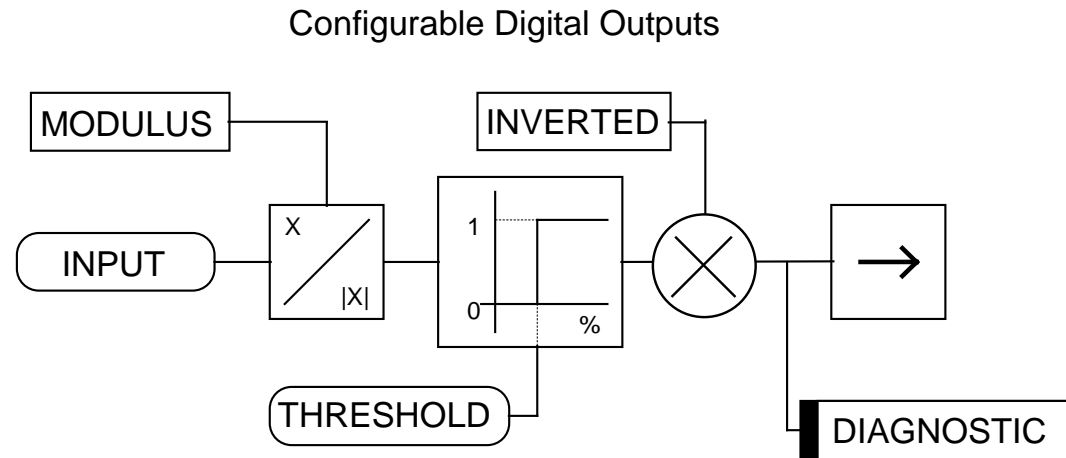 Configurable Digital Outputs
MODULUS
INVERTED
X
|X|
1
0
%
INPUT
THRESHOLD
DIAGNOSTIC